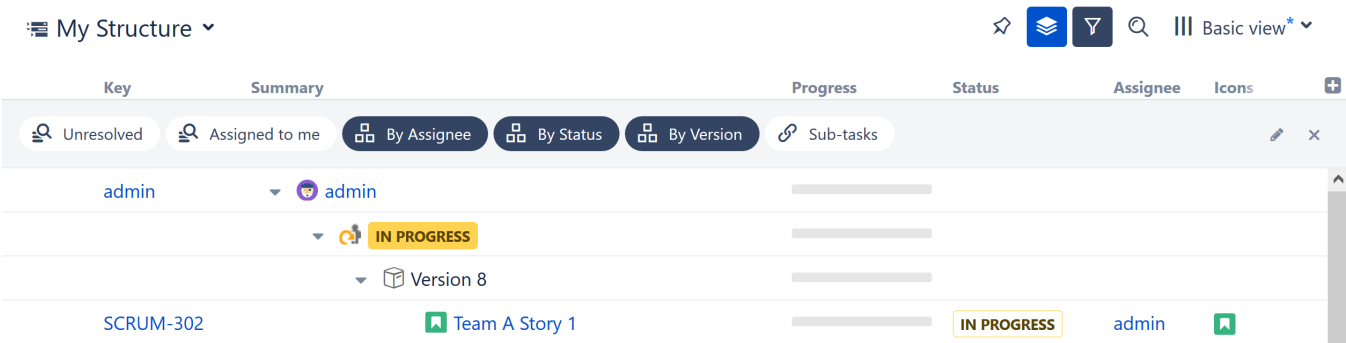 My Structure
Basic view*
Key Summary Progress Status Assignee Icons
Unresolved Assigned to me By Assignee By Status By Version Sub-tasks
admin admin
IN PROGRESS
Version 8
SCRUM-302 Team A Story 1 IN PROGRESS admin